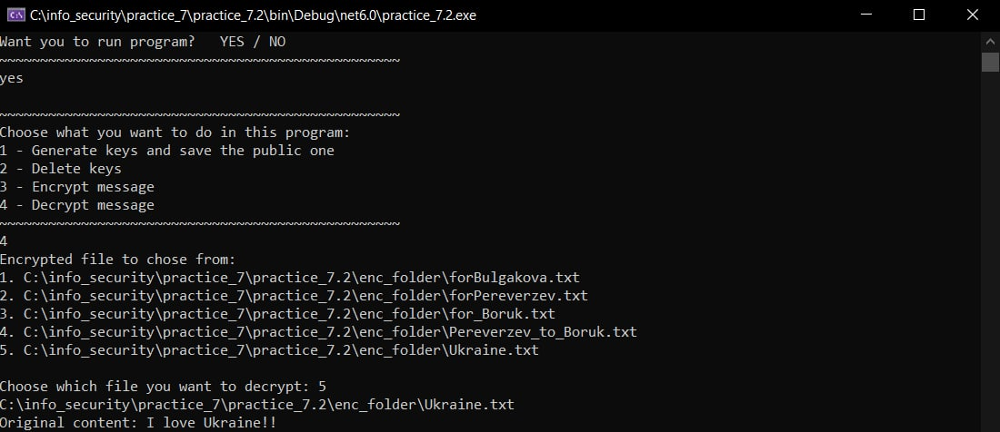 C:\info_security\practice_7\practice_7.2\bin\Debug\net6.0\practice_7.2.exe
Want you to run program?   YES / NO
~~~~~~~~~~~~~~~~~~~~~~~~~~~~~~~~~~~~~~~~~~~~~~~~~
yes
~~~~~~~~~~~~~~~~~~~~~~~~~~~~~~~~~~~~~~~~~~~~~~~~~
Choose what you want to do in this program:
1 - Generate keys and save the public one
2 - Delete keys
3 - Encrypt message
4 - Decrypt message
~~~~~~~~~~~~~~~~~~~~~~~~~~~~~~~~~~~~~~~~~~~~~~~~~
4
Encrypted file to chose from:
1. C:\info_security\practice_7\practice_7.2\enc_folder\forBulgakova.txt
2. C:\info_security\practice_7\practice_7.2\enc_folder\forPereverzev.txt
3. C:\info_security\practice_7\practice_7.2\enc_folder\for_Boruk.txt
4. C:\info_security\practice_7\practice_7.2\enc_folder\Pereverzev_to_Boruk.txt
5. C:\info_security\practice_7\practice_7.2\enc_folder\Ukraine.txt
Choose which file you want to decrypt: 5
C:\info_security\practice_7\practice_7.2\enc_folder\Ukraine.txt
Original content: I love Ukraine!!